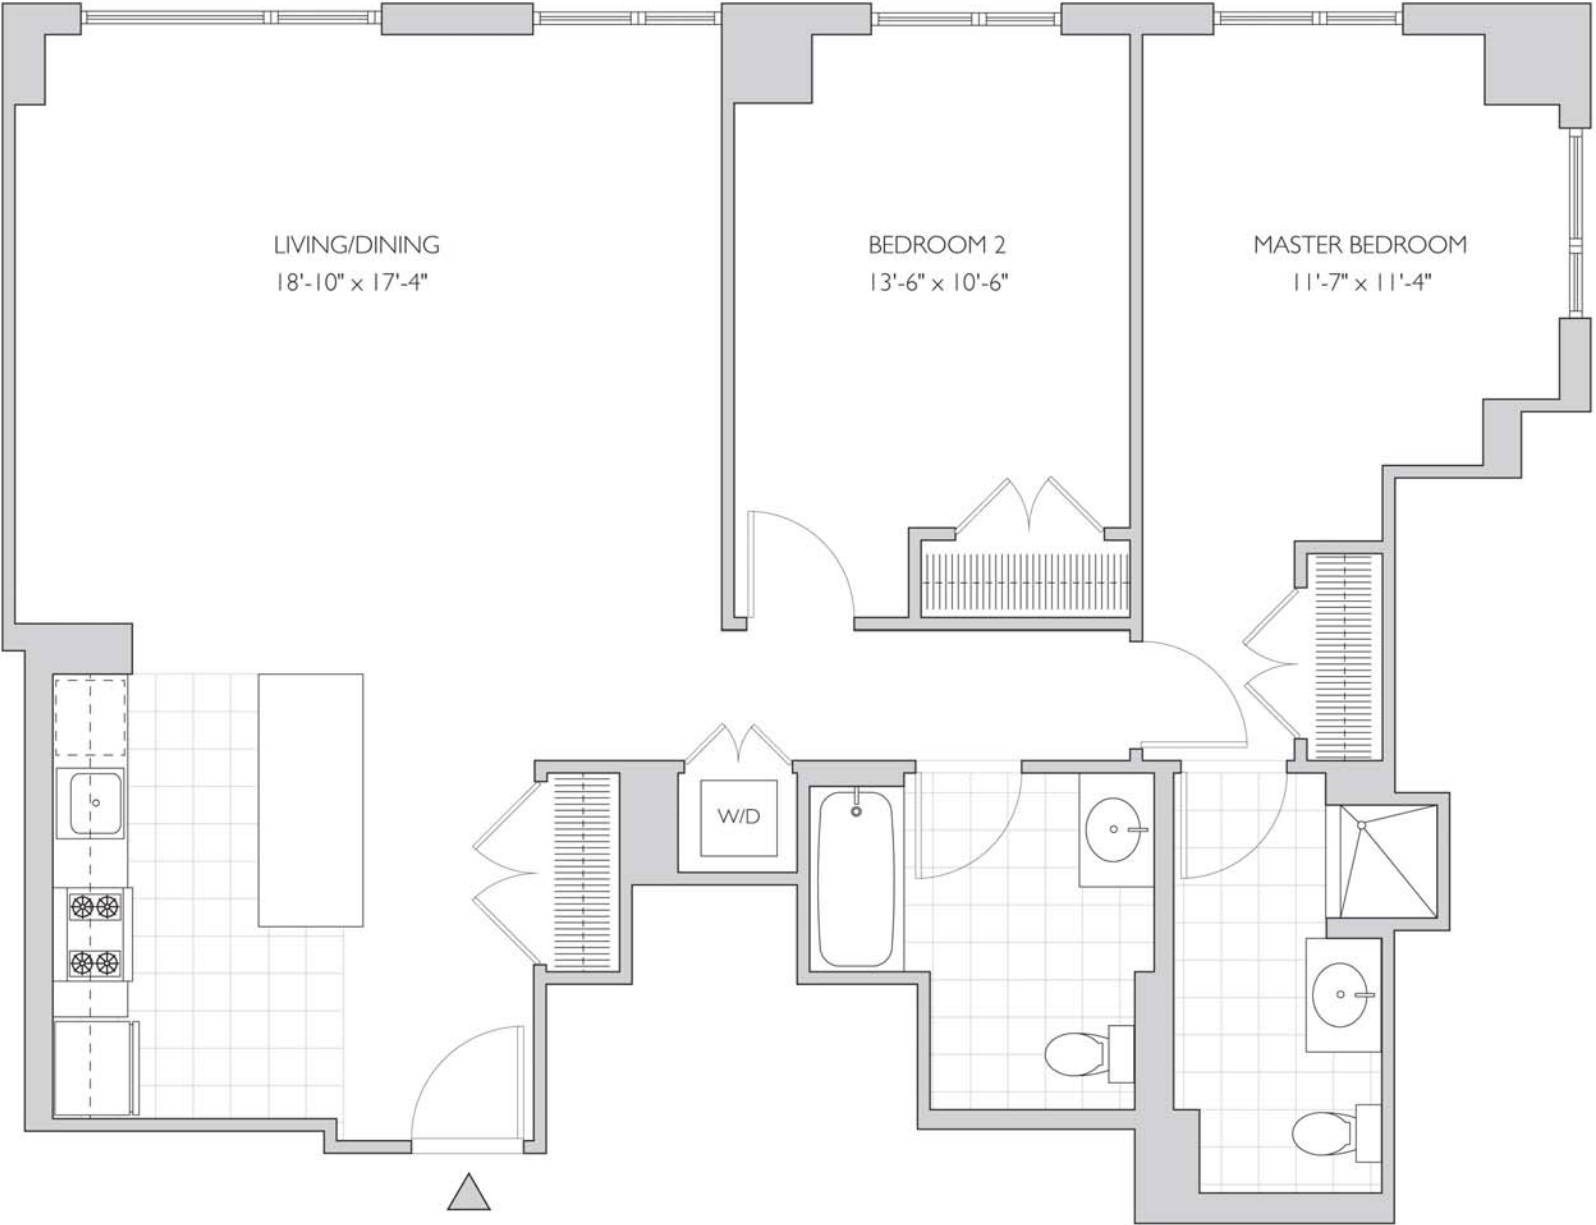 LIVING/DINING
18'-10" x 17'-4"
BEDROOM 2
13'-6" x 10'-6"
MASTER BEDROOM
11'-7" x 11'-4"
W/D